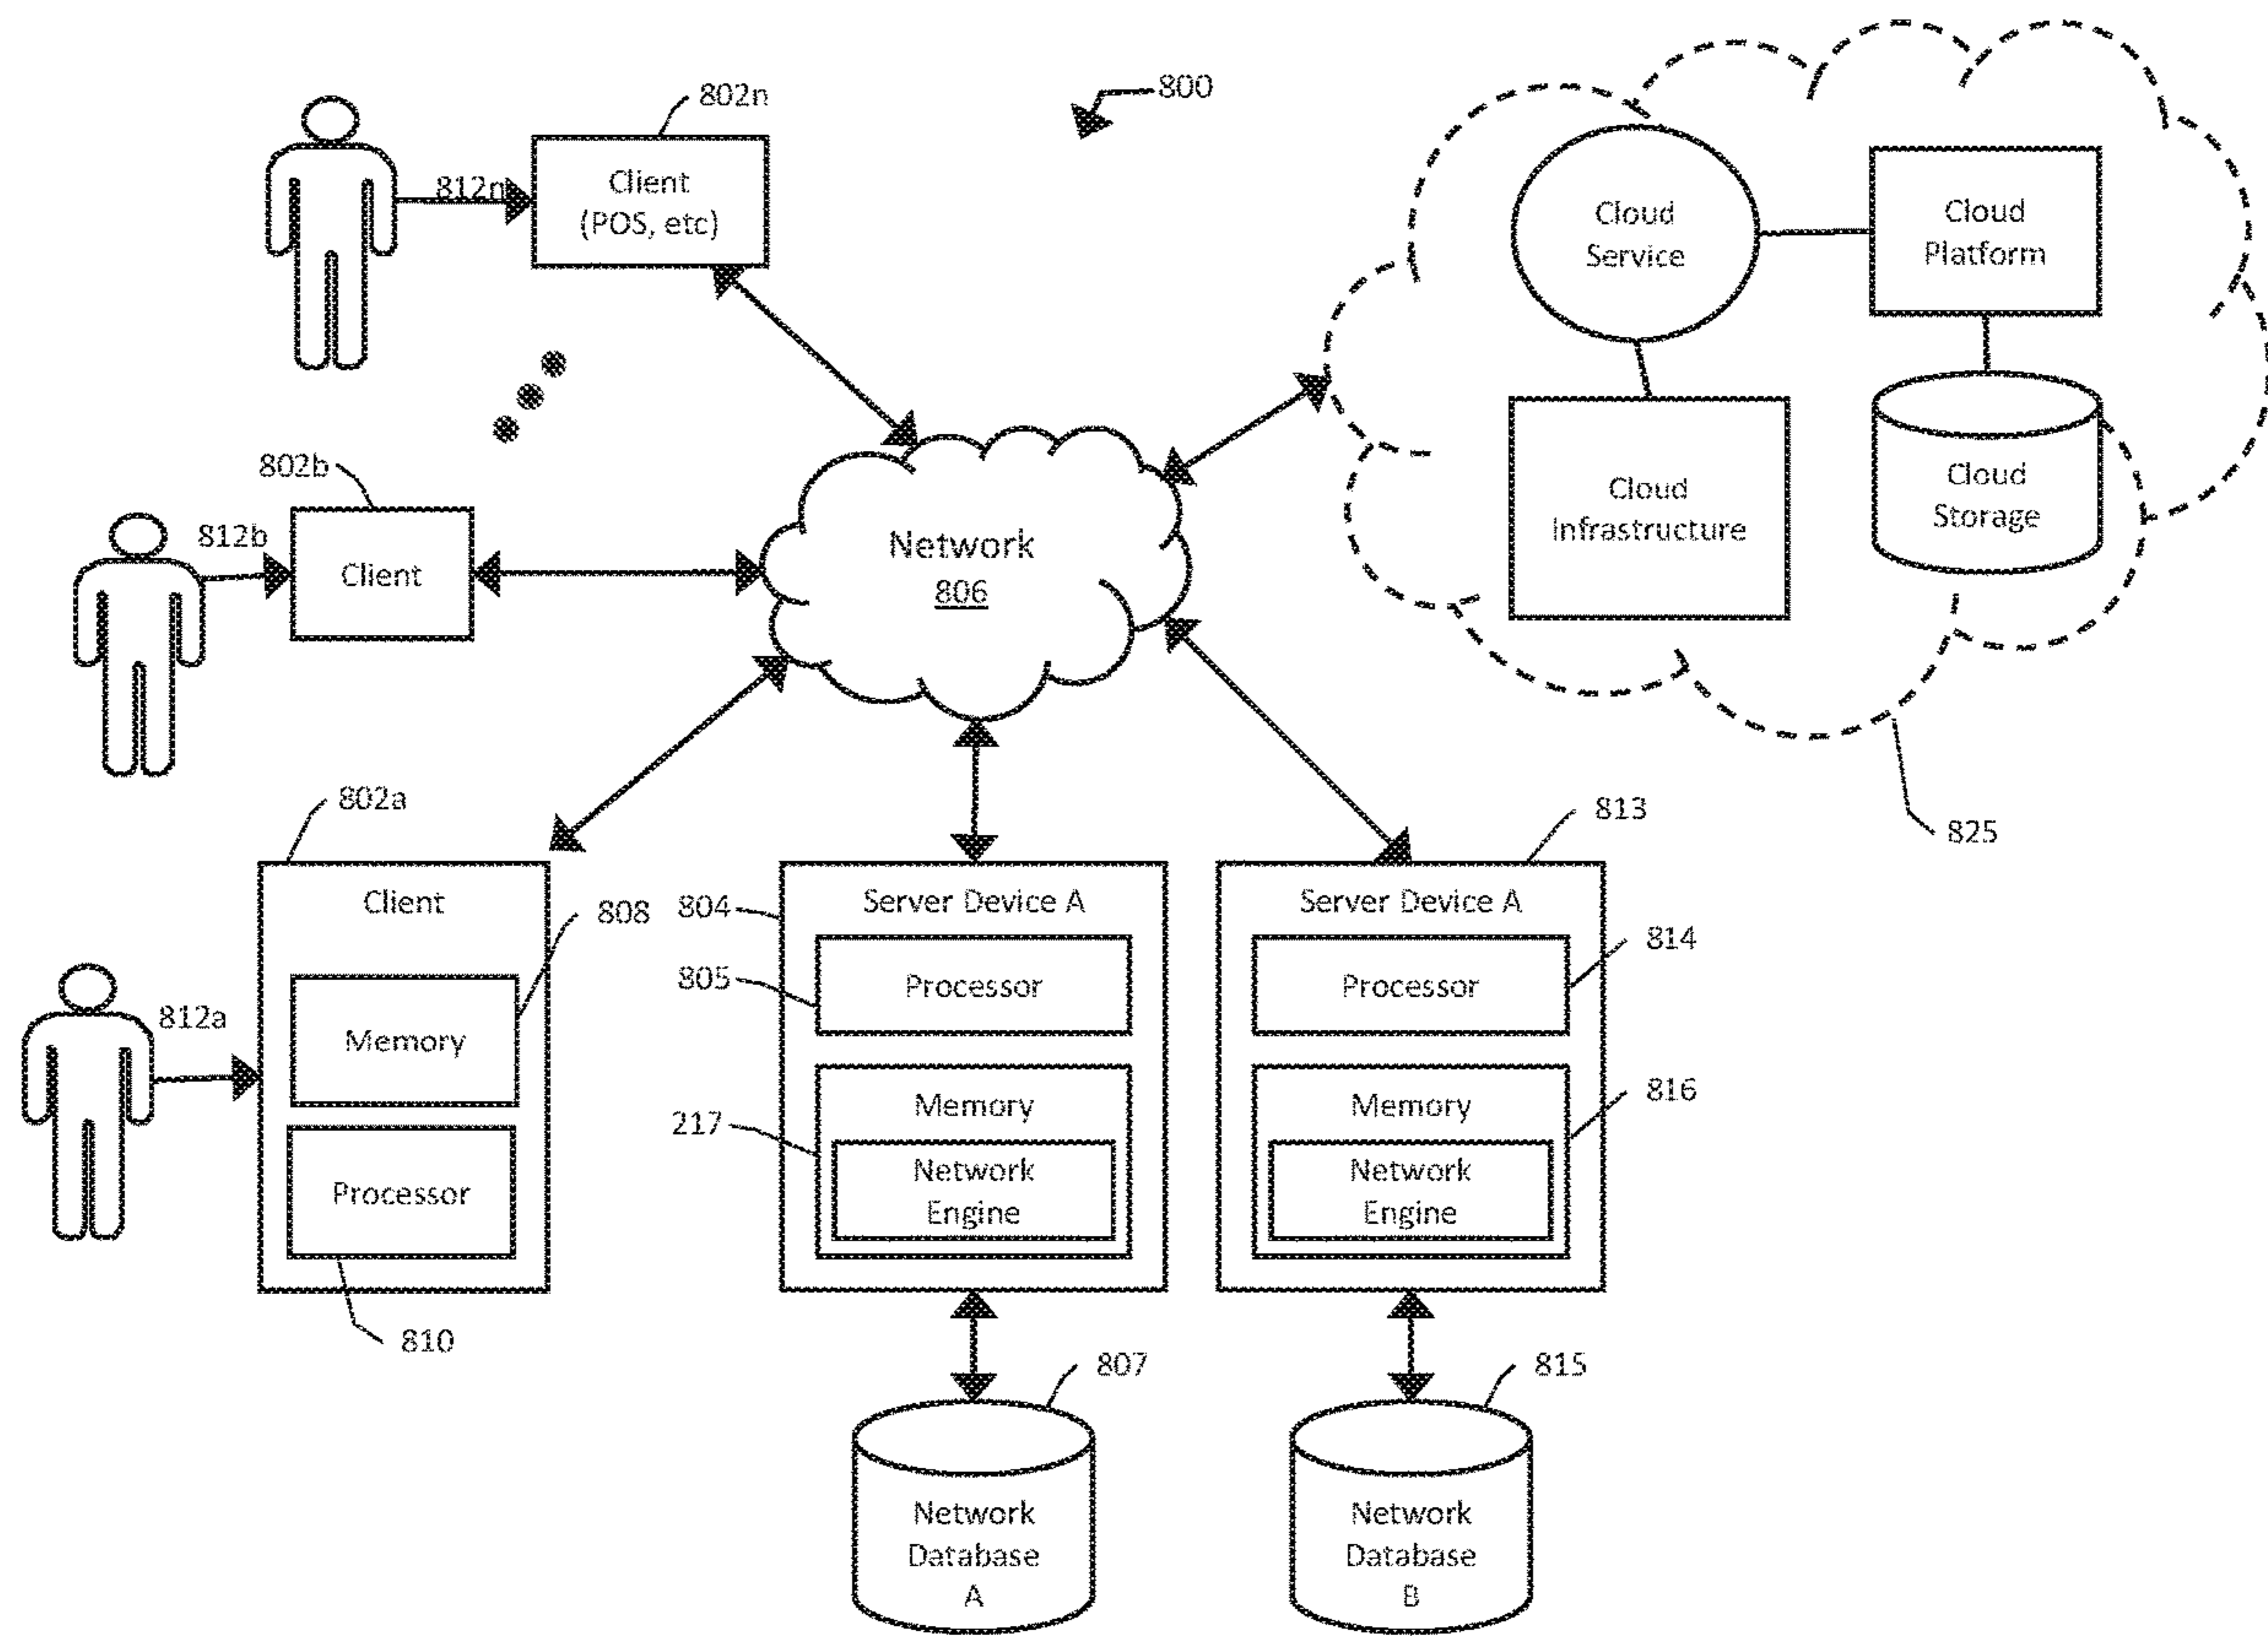 802n
800
812n
Client
(POS, etc)
Cloud
Service
Cloud
Platform
802b
812b
Client
Network
806
Cloud
Infrastructure
Cloud
Storage
802a
813
825
Client
808
804
Server Device A
Server Device A
814
805
Processor
Processor
812a
Memory
217
Memory
Memory
816
Processor
Network
Engine
Network
Engine
810
807
815
Network
Database
A
Network
Database
B